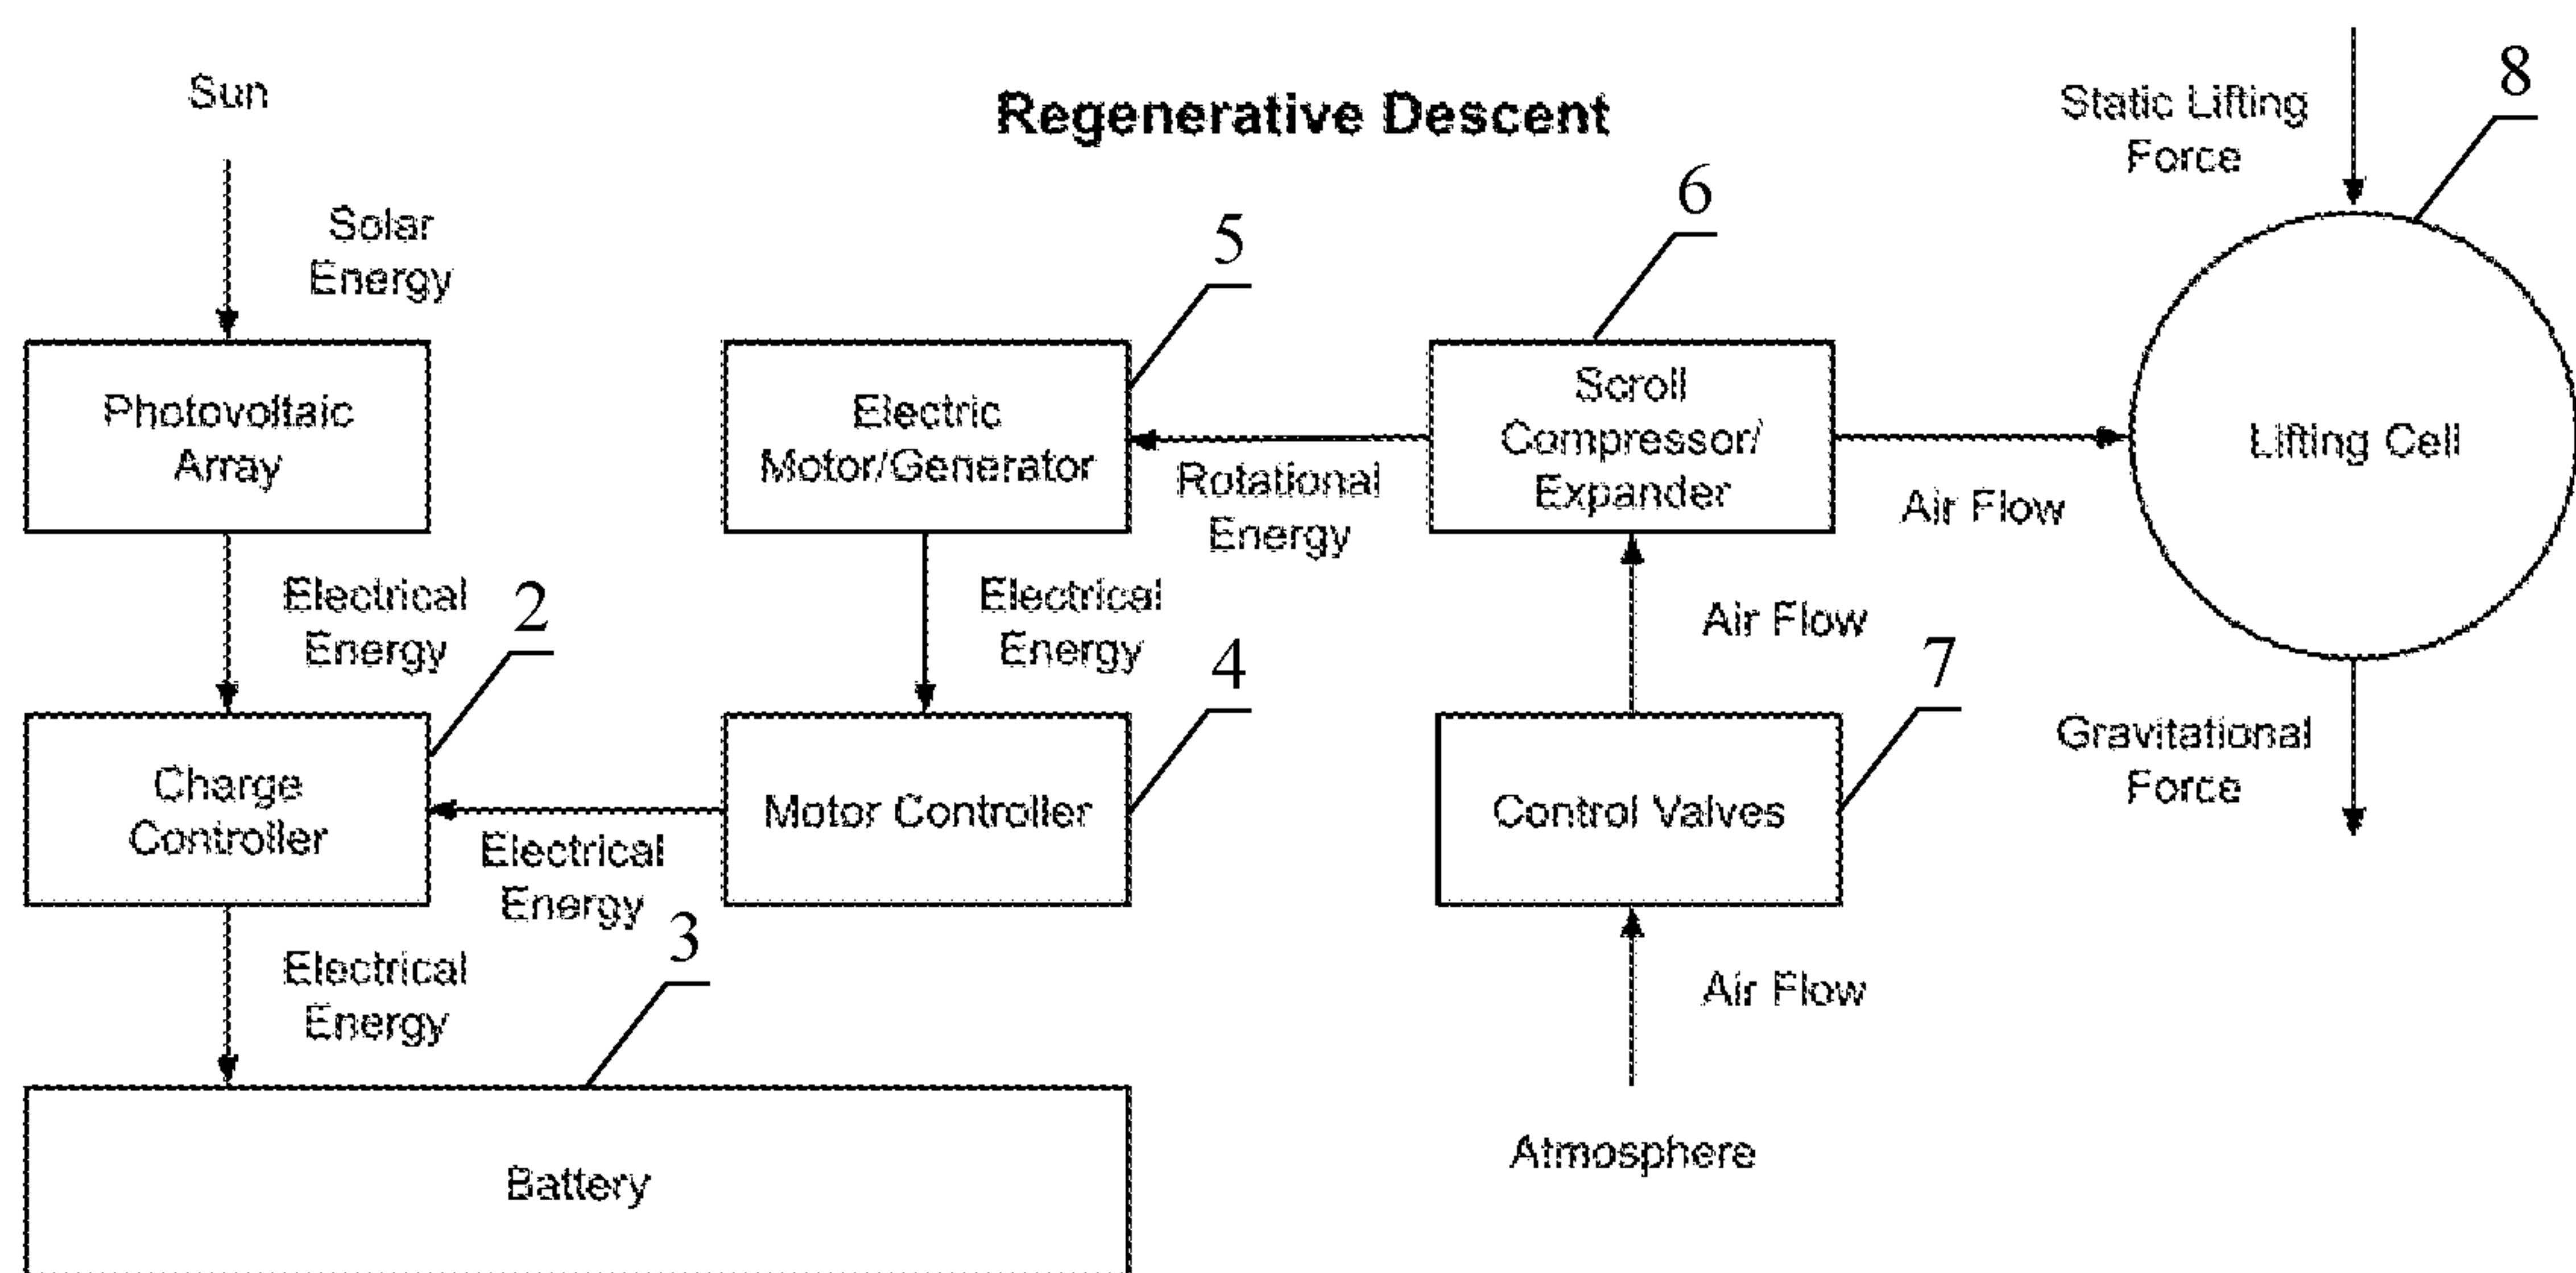 Sun
Regenerative Descent
Static Lifting
Force
8
Solar
Energy
5
6
Photovoltaic
Array
Electric
Motor/Generator
Rotational
Energy
Scroll
Compressor/
Expander
Air Flow
Lifting Cell
Electrical
Energy
2
Electrical
Energy
4
Air Flow
7
Gravitational
Force
Charge
Controller
Electrical
Energy
Motor Controller
Control Valves
Electrical
Energy
3
Air Flow
Battery
Atmosphere